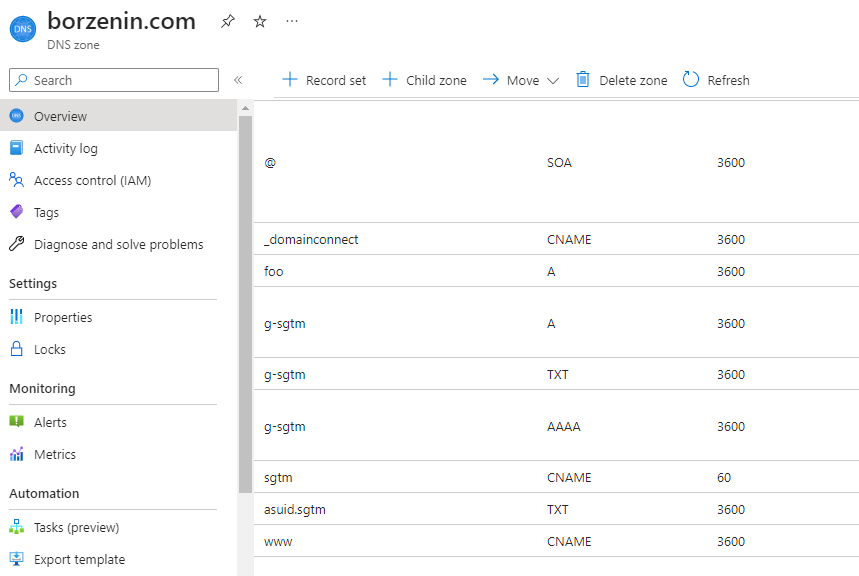 DNS
borzenin.com
DNS zone
Search
Overview
Activity log
Access control (IAM)
Tags
Diagnose and solve problems
Settings
Properties
Locks
Monitoring
Alerts
Metrics
Automation
Tasks (preview)
Export template
Record set Child zone Move Delete zone Refresh
@ SOA 3600
_domainconnect CNAME 3600
foo A 3600
g-sgtm A 3600
g-sgtm TXT 3600
g-sgtm AAAA 3600
sgtm CNAME 60
asuid.sgtm TXT 3600
www CNAME 3600